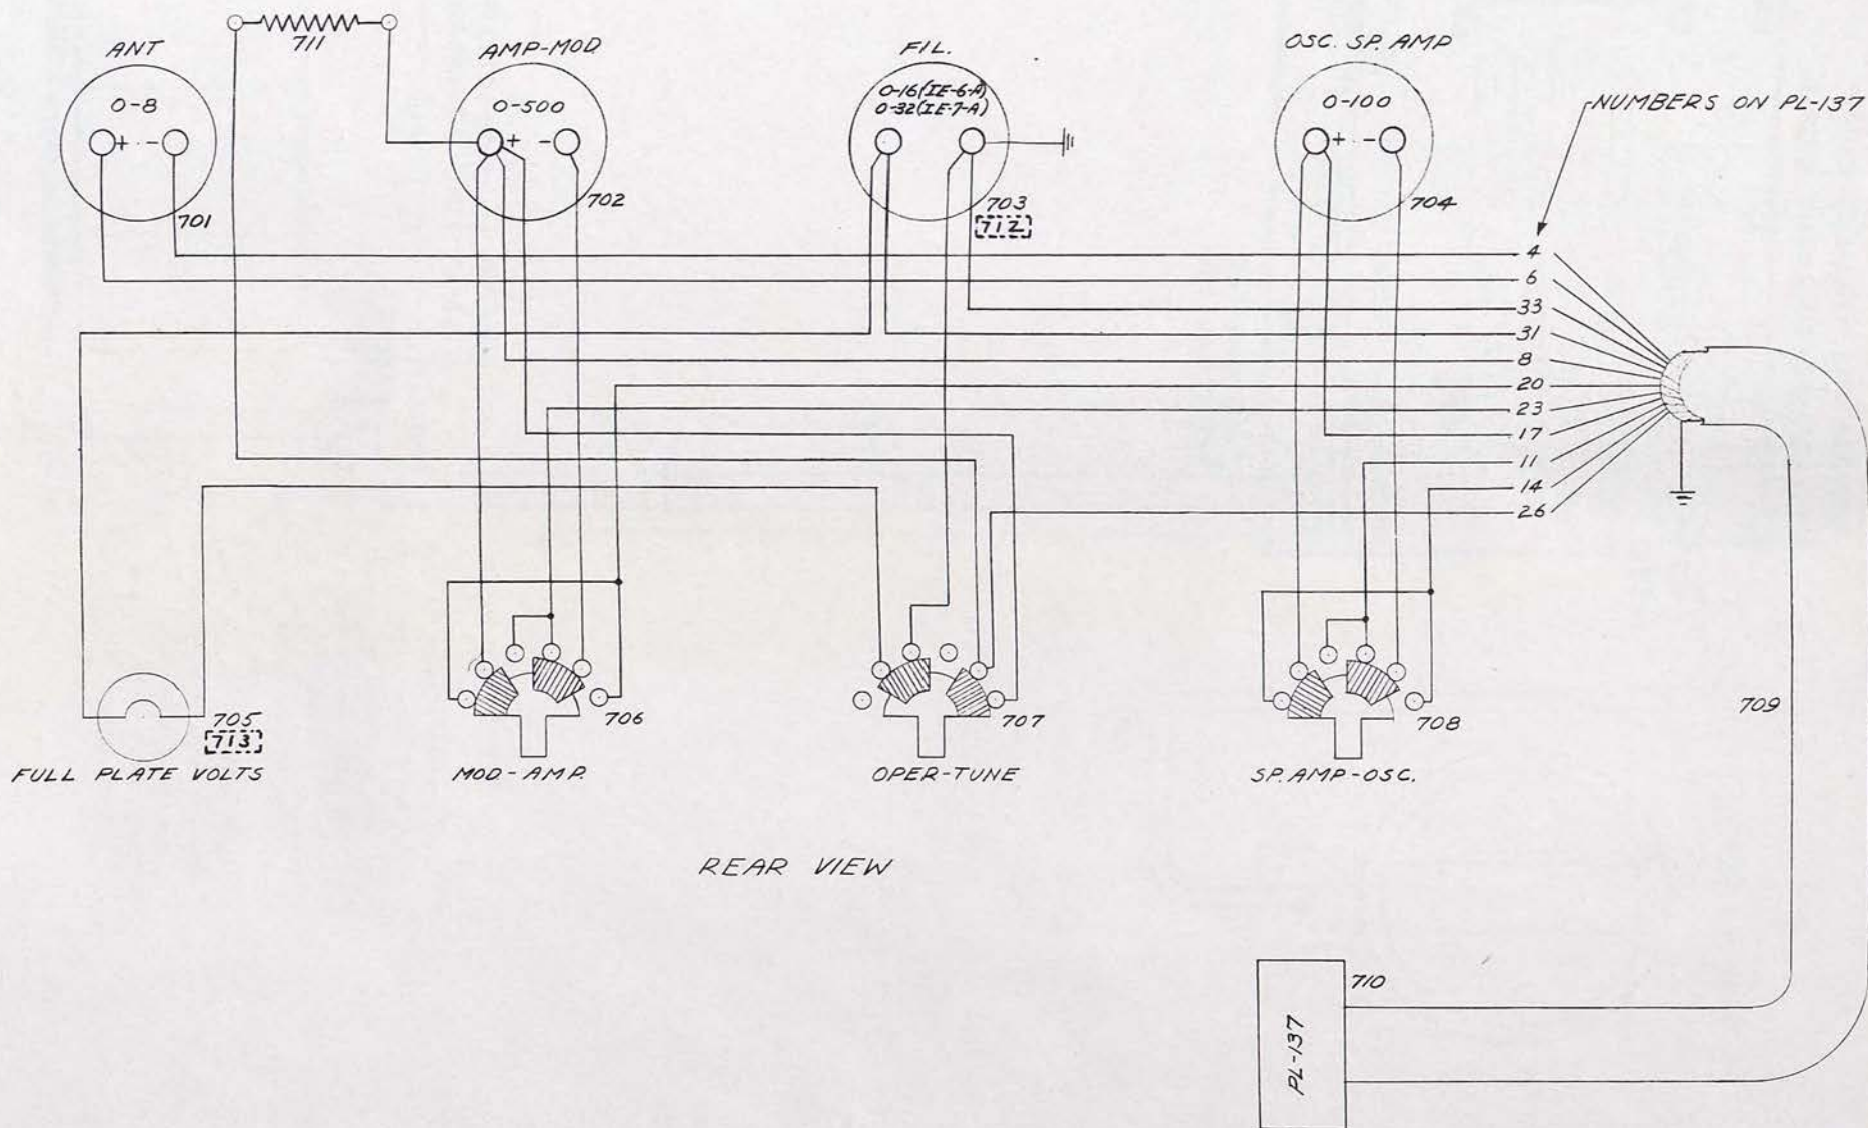 711
ANT
AMP-MOD
FIL.
OSC. SP. AMP
NUMBERS ON PL-137
0-8
0-500
0-16(IE-6-A)
0-32(IE-7-A)
0-100
+ -
+ -
+ -
701
702
703
712
704
4
6
33
31
8
20
23
17
11
14
26
705
713
706
707
708
709
FULL PLATE VOLTS
MOD-AMP.
OPER-TUNE
SP. AMP-OSC.
REAR VIEW
710
PL-137